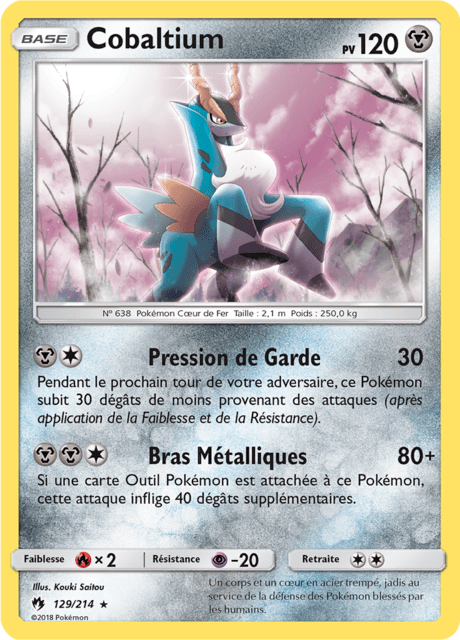 BASE Cobaltium PV 120
N° 638 Pokémon Cœur de Fer Taille : 2,1 m Poids : 250,0 kg
Pression de Garde 30
Pendant le prochain tour de votre adversaire, ce Pokémon
subit 30 dégâts de moins provenant des attaques (après
application de la Faiblesse et de la Résistance).
Bras Métalliques 80+
Si une carte Outil Pokémon est attachée à ce Pokémon,
cette attaque inflige 40 dégâts supplémentaires.
Faiblesse × 2 Résistance -20 Retraite
Illus. Kouki Saitou
129/214 ★
©2018 Pokémon
Un corps et un cœur en acier trempé, jadis au
service de la défense des Pokémon blessés par
les humains.